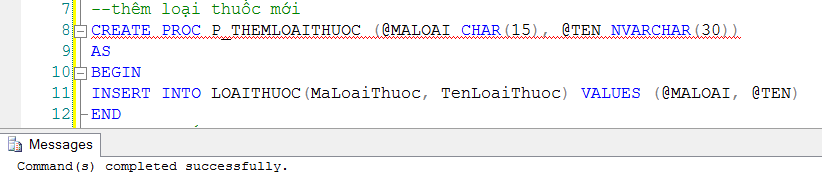 7 --thêm loại thuốc mới
8 CREATE PROC P_THEMLOAITHUOC (@MALOAI CHAR(15), @TEN NVARCHAR(30))
9 AS
10 BEGIN
11 INSERT INTO LOAITHUOC(MaLoaiThuoc, TenLoaiThuoc) VALUES (@MALOAI, @TEN)
12 END
Messages
Command(s) completed successfully.